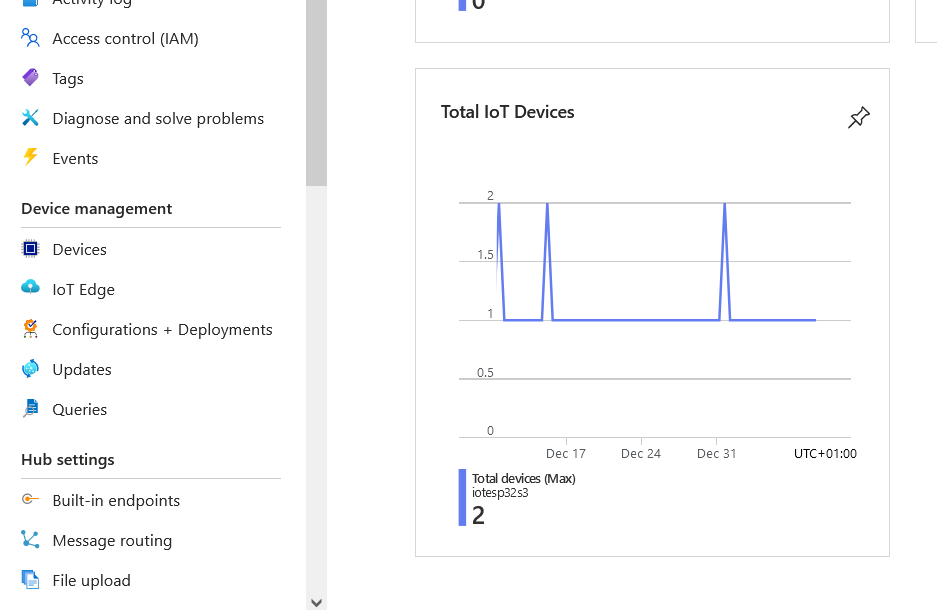 Activity log
Access control (IAM)
Tags
Diagnose and solve problems
Events
Device management
Devices
IoT Edge
Configurations + Deployments
Updates
Queries
Hub settings
Built-in endpoints
Message routing
File upload
0
Total IoT Devices
2
1.5
1
0.5
0
Dec 17 Dec 24 Dec 31 UTC+01:00
Total devices (Max)
iotesp32s3
2